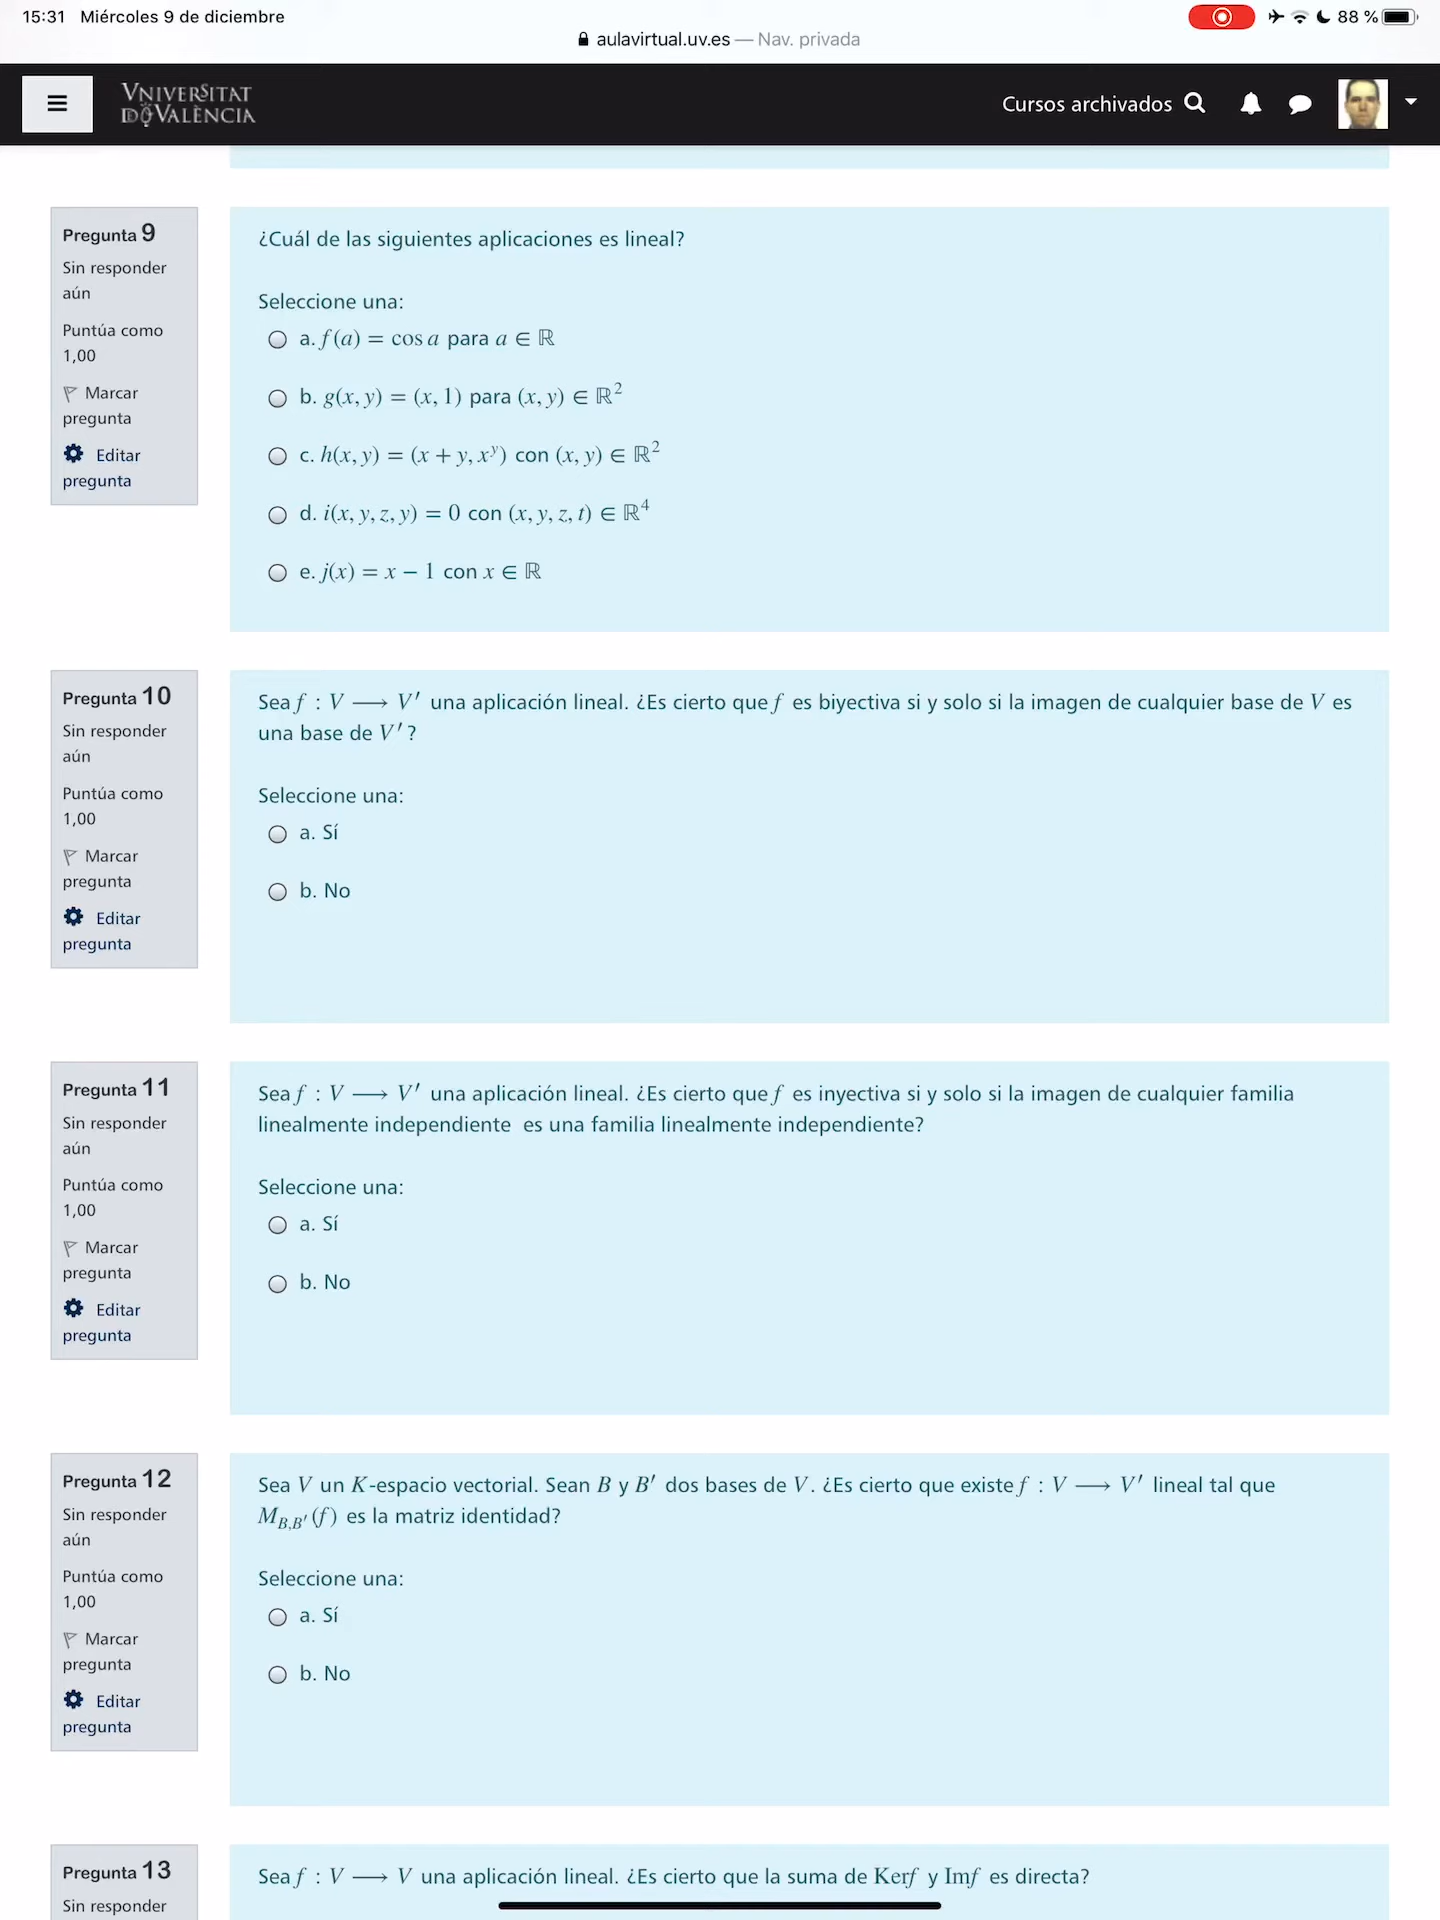 15:31 Miércoles 9 de diciembre
88 %
aulavirtual.uv.es — Nav. privada
VNIVERSITAT
DÓVALÈNCIA
Cursos archivados
Pregunta 9
Sin responder
aún
Puntúa como
1,00
Marcar
pregunta
Editar
pregunta
¿Cuál de las siguientes aplicaciones es lineal?
Seleccione una:
a. f(a) = cos a para a ∈ ℝ
b. g(x, y) = (x, 1) para (x, y) ∈ ℝ²
c. h(x, y) = (x + y, xʸ) con (x, y) ∈ ℝ²
d. i(x, y, z, y) = 0 con (x, y, z, t) ∈ ℝ⁴
e. j(x) = x − 1 con x ∈ ℝ
Pregunta 10
Sin responder
aún
Puntúa como
1,00
Marcar
pregunta
Editar
pregunta
Sea f : V ⟶ V′ una aplicación lineal. ¿Es cierto que f es biyectiva si y solo si la imagen de cualquier base de V es
una base de V′?
Seleccione una:
a. Sí
b. No
Pregunta 11
Sin responder
aún
Puntúa como
1,00
Marcar
pregunta
Editar
pregunta
Sea f : V ⟶ V′ una aplicación lineal. ¿Es cierto que f es inyectiva si y solo si la imagen de cualquier familia
linealmente independiente es una familia linealmente independiente?
Seleccione una:
a. Sí
b. No
Pregunta 12
Sin responder
aún
Puntúa como
1,00
Marcar
pregunta
Editar
pregunta
Sea V un K-espacio vectorial. Sean B y B′ dos bases de V. ¿Es cierto que existe f : V ⟶ V′ lineal tal que
M_{B,B′}(f) es la matriz identidad?
Seleccione una:
a. Sí
b. No
Pregunta 13
Sin responder
Sea f : V ⟶ V una aplicación lineal. ¿Es cierto que la suma de Kerf y Imf es directa?